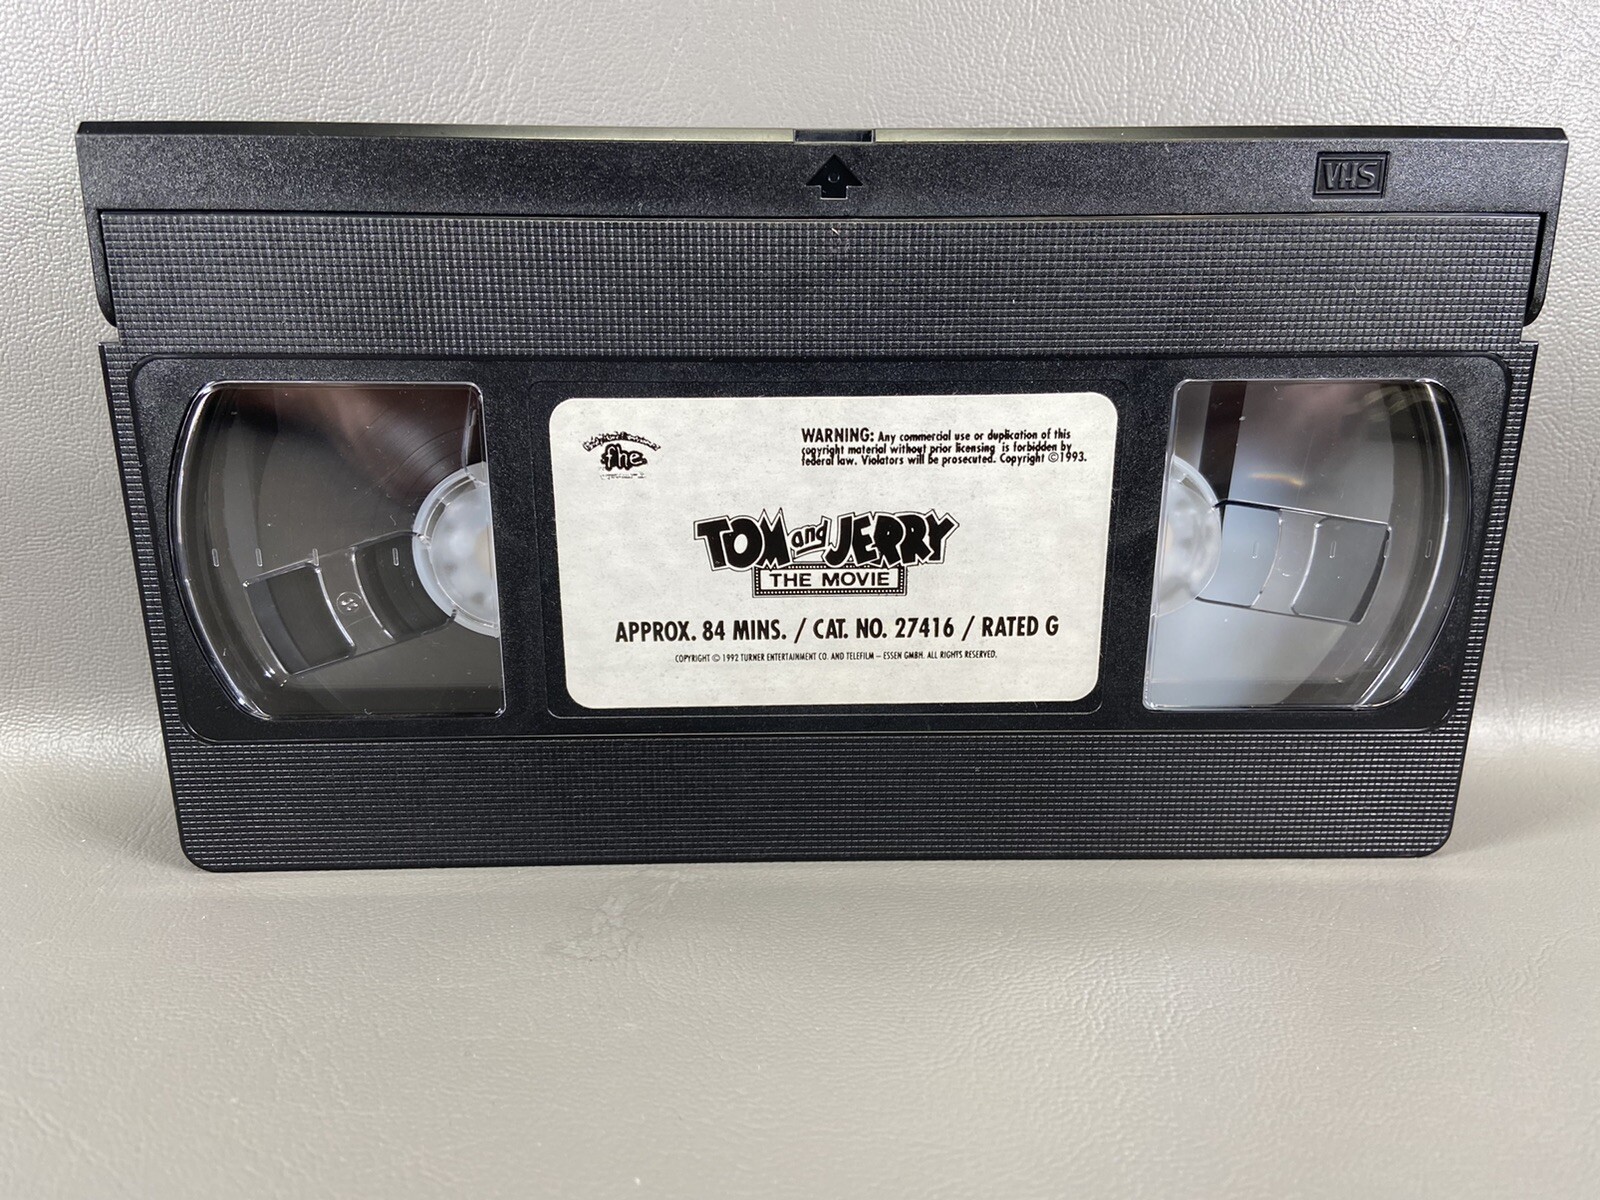 VHS
fhe
WARNING: Any commercial use or duplication of this
copyright material without prior licensing is forbidden by
federal law. Violators will be prosecuted. Copyright ©1993.
TOM and JERRY
THE MOVIE
APPROX. 84 MINS. / CAT. NO. 27416 / RATED G
COPYRIGHT © 1992 TURNER ENTERTAINMENT CO. AND TELEFILM – ESSEN GMBH. ALL RIGHTS RESERVED.